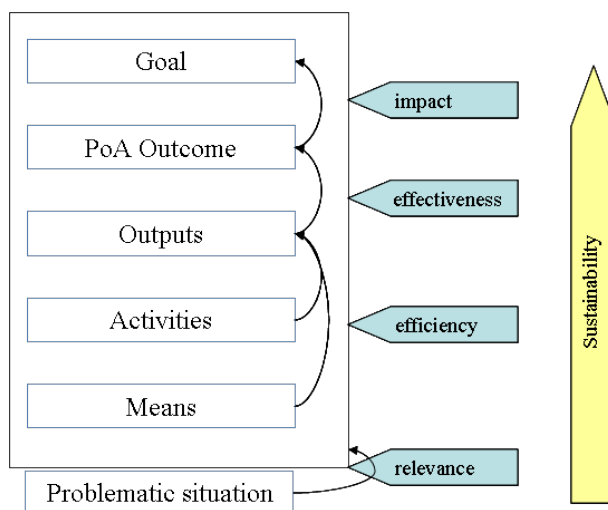 Goal
impact
PoA Outcome
effectiveness
Outputs
Activities
efficiency
Means
relevance
Problematic situation
Sustainability